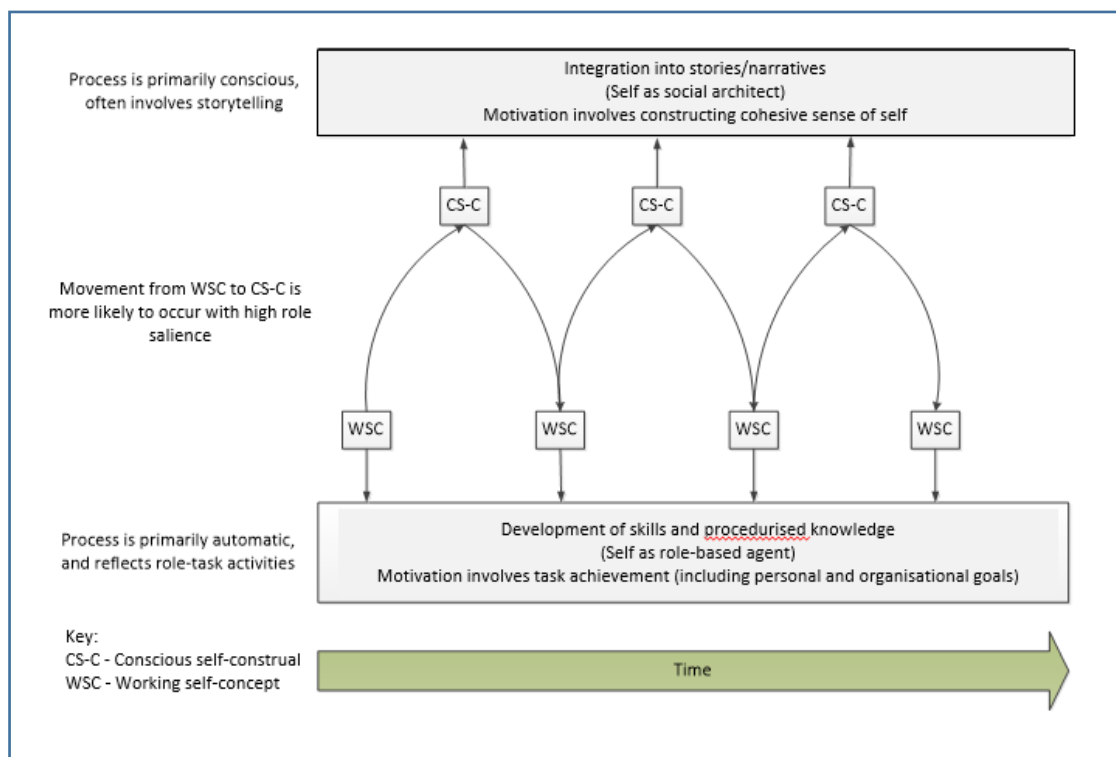 Process is primarily conscious,
often involves storytelling
Integration into stories/narratives
(Self as social architect)
Motivation involves constructing cohesive sense of self
CS-C
CS-C
CS-C
Movement from WSC to CS-C is
more likely to occur with high role
salience
WSC
WSC
WSC
WSC
Process is primarily automatic,
and reflects role-task activities
Development of skills and procedurised knowledge
(Self as role-based agent)
Motivation involves task achievement (including personal and organisational goals)
Key:
CS-C - Conscious self-construal
WSC - Working self-concept
Time